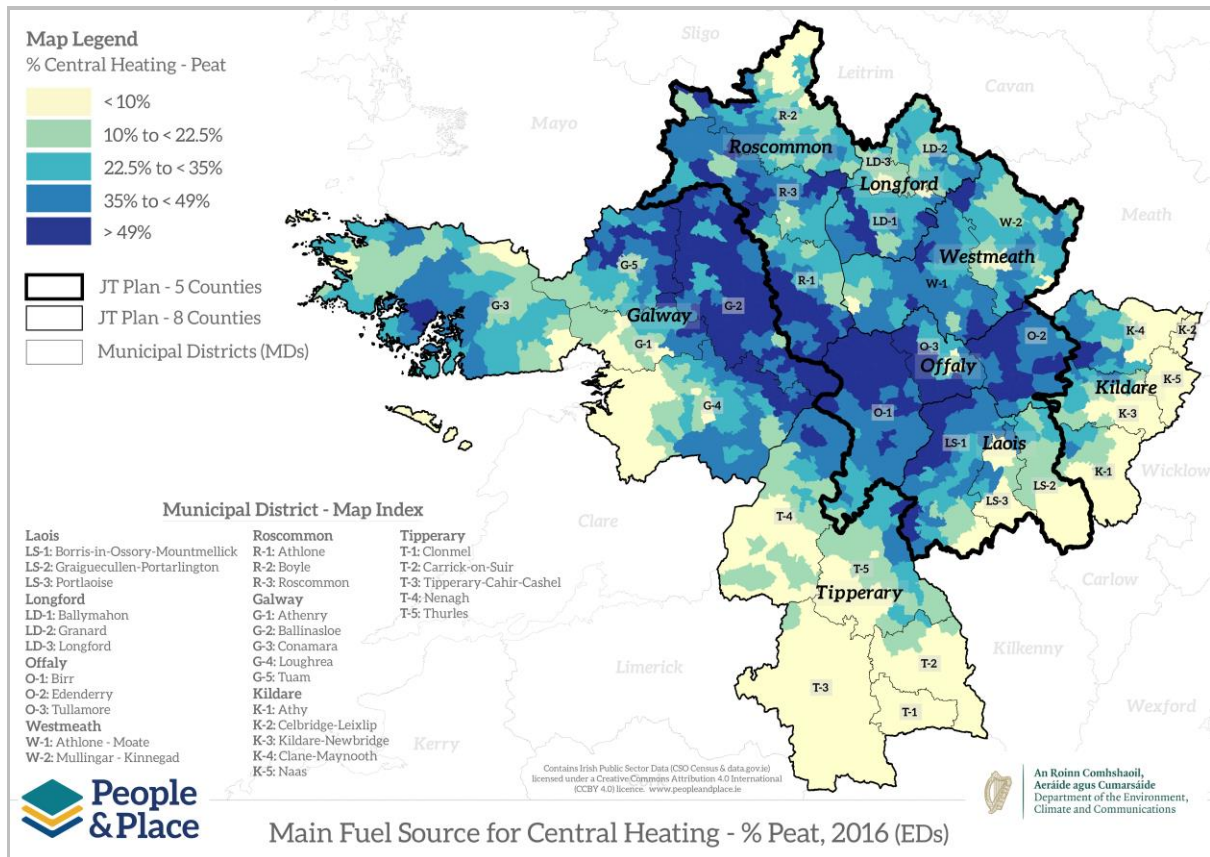 Map Legend
% Central Heating - Peat
< 10%
10% to < 22.5%
22.5% to < 35%
35% to < 49%
> 49%
JT Plan - 5 Counties
JT Plan - 8 Counties
Municipal Districts (MDs)
Sligo
Leitrim
Cavan
Mayo
Meath
R-2
Roscommon
LD-2
LD-3
Longford
R-3
LD-1
W-2
Westmeath
G-5
R-1
W-1
G-3
G-2
Galway
G-1
O-3
O-2
Offaly
K-4
K-2
Kildare
K-5
K-3
G-4
O-1
LS-1
Laois
K-1
Wicklow
LS-2
LS-3
Clare
T-4
T-5
Tipperary
Carlow
Kilkenny
Limerick
T-2
T-3
T-1
Wexford
Kerry
Municipal District - Map Index
Laois
LS-1: Borris-in-Ossory-Mountmellick
LS-2: Graiguecullen-Portarlington
LS-3: Portlaoise
Longford
LD-1: Ballymahon
LD-2: Granard
LD-3: Longford
Offaly
O-1: Birr
O-2: Edenderry
O-3: Tullamore
Westmeath
W-1: Athlone - Moate
W-2: Mullingar - Kinnegad
Roscommon
R-1: Athlone
R-2: Boyle
R-3: Roscommon
Galway
G-1: Athenry
G-2: Ballinasloe
G-3: Conamara
G-4: Loughrea
G-5: Tuam
Kildare
K-1: Athy
K-2: Celbridge-Leixlip
K-3: Kildare-Newbridge
K-4: Clane-Maynooth
K-5: Naas
Tipperary
T-1: Clonmel
T-2: Carrick-on-Suir
T-3: Tipperary-Cahir-Cashel
T-4: Nenagh
T-5: Thurles
Contains Irish Public Sector Data (CSO Census & data.gov.ie)
licensed under a Creative Commons Attribution 4.0 International
(CCBY 4.0) licence. www.peopleandplace.ie
People
& Place
An Roinn Comhshaoil,
Aeráide agus Cumarsáide
Department of the Environment,
Climate and Communications
Main Fuel Source for Central Heating - % Peat, 2016 (EDs)